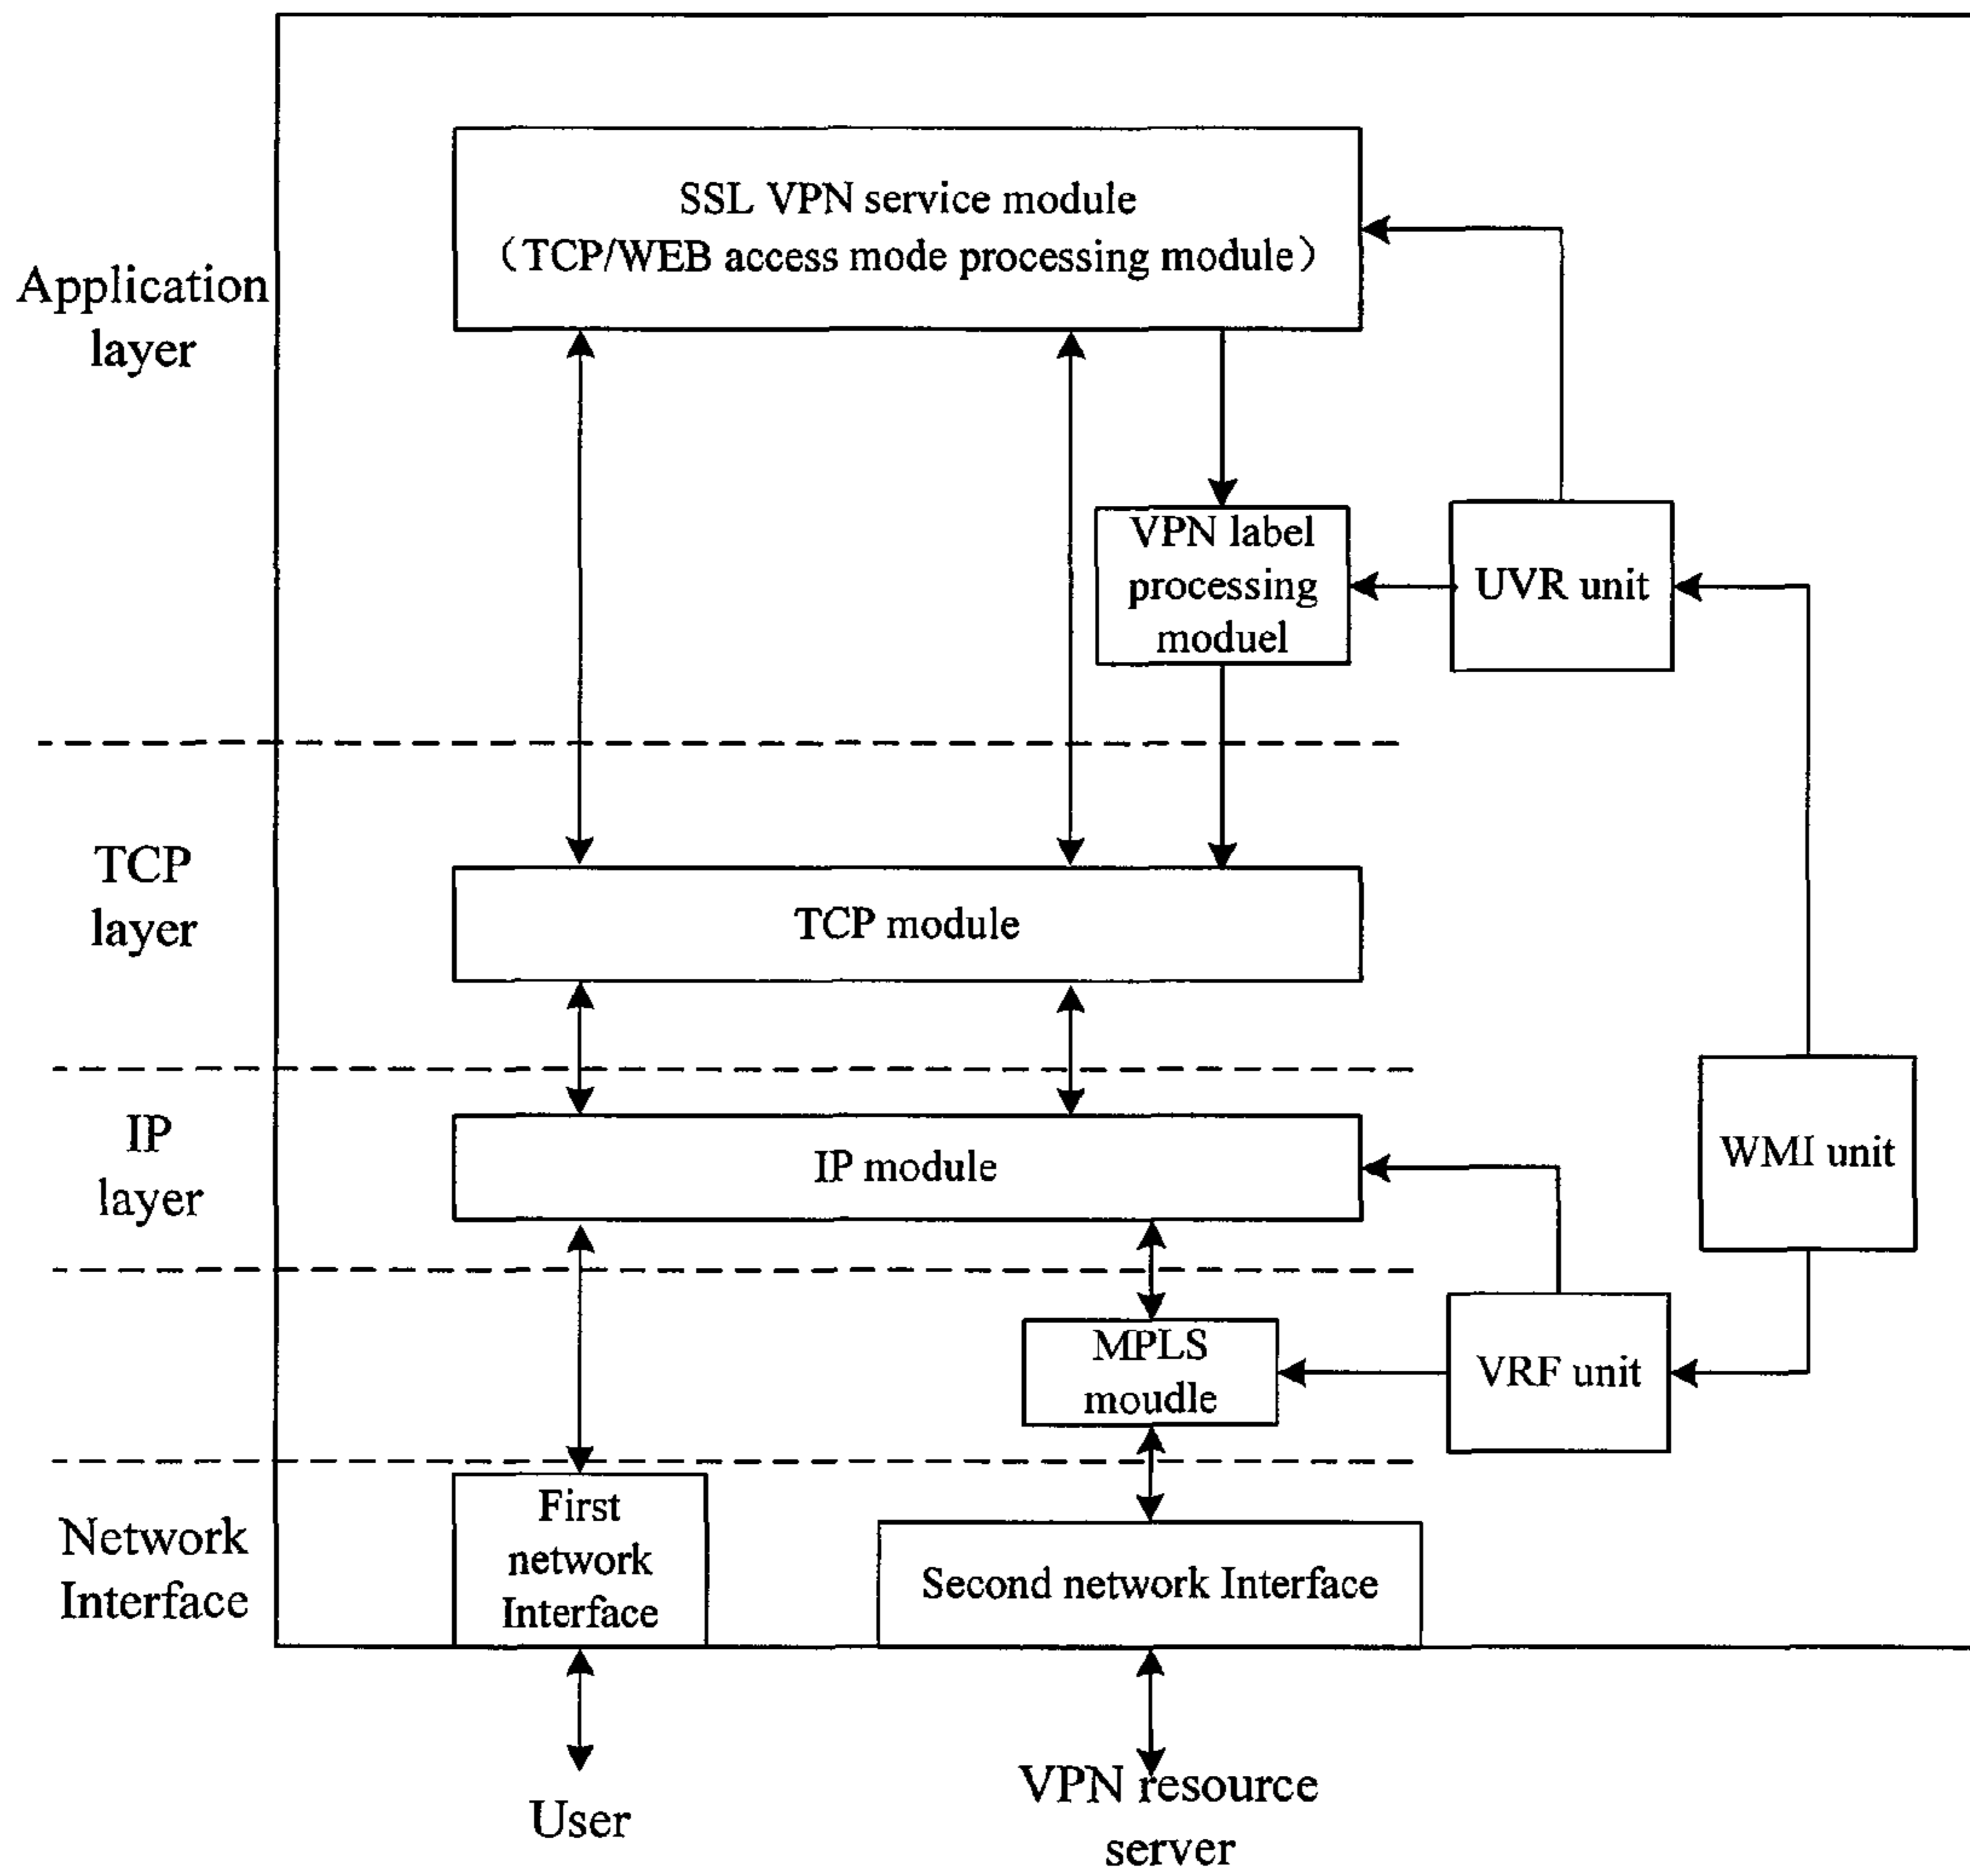 SSL VPN service module
(TCP/WEB access mode processing module)
Application
layer
VPN label
processing
moduel
UVR unit
TCP
layer
TCP module
IP
layer
IP module
WMI unit
MPLS
moudle
VRF unit
Network
Interface
First
network
Interface
Second network Interface
User
VPN resource
server